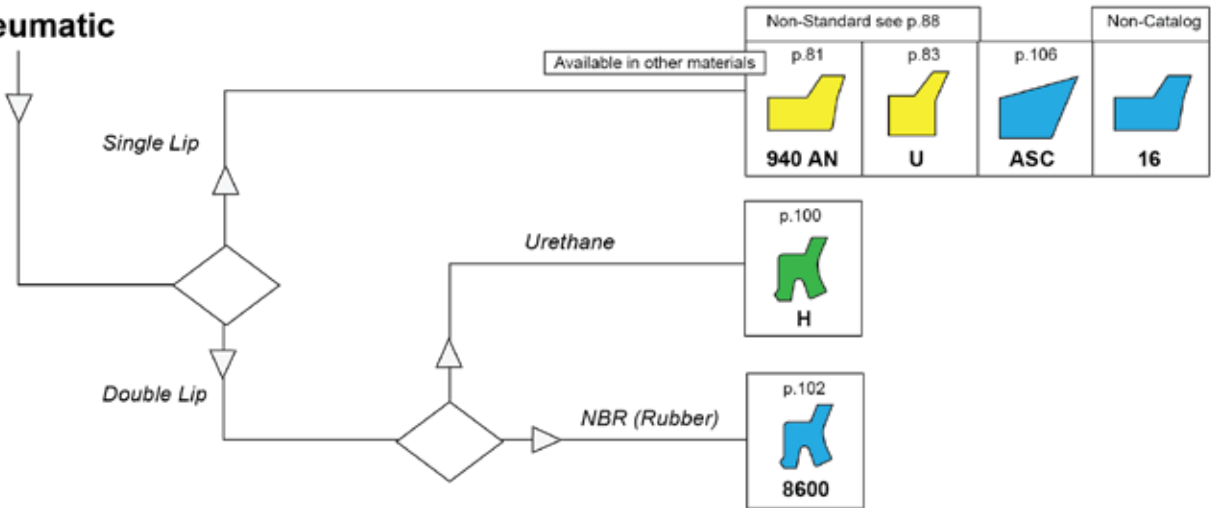 eumatic
Non-Standard see p.88
Non-Catalog
Available in other materials
p.81
p.83
p.106
Single Lip
940 AN
U
ASC
16
p.100
Urethane
H
p.102
Double Lip
NBR (Rubber)
8600